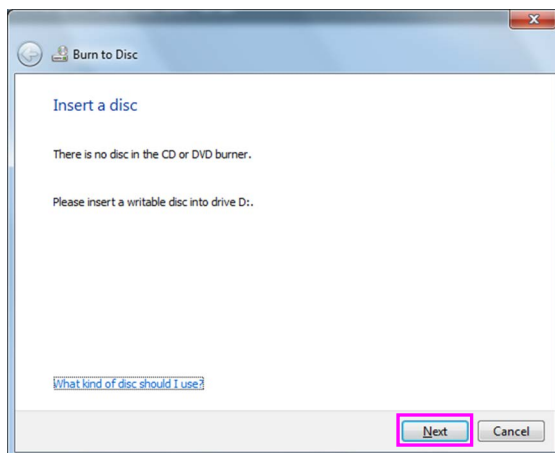 Burn to Disc
Insert a disc
There is no disc in the CD or DVD burner.
Please insert a writable disc into drive D:.
What kind of disc should I use?
Next
Cancel